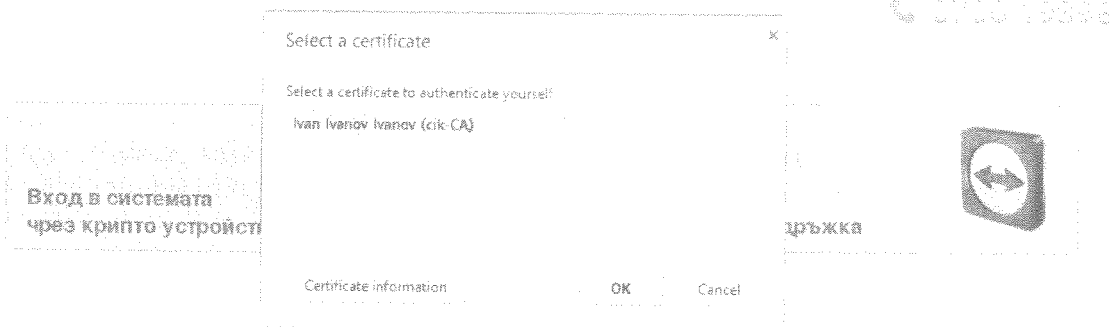 Select a certificate
Select a certificate to authenticate yourself
Ivan Ivanov Ivanov (cik-CA)
Вход в системата
чрез крипто устройст
дръжка
Certificate information
OK
Cancel